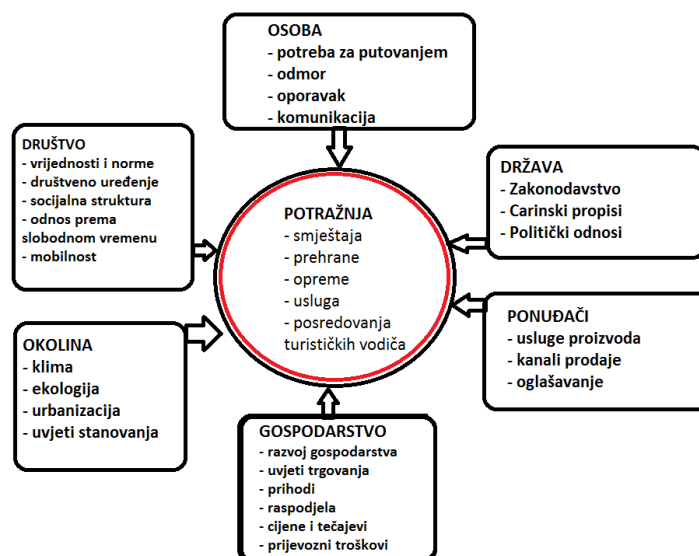 OSOBA
- potreba za putovanjem
- odmor
- oporavak
- komunikacija
DRUŠTVO
- vrijednosti i norme
- društveno uređenje
- socijalna struktura
- odnos prema
slobodnom vremenu
- mobilnost
DRŽAVA
- Zakonodavstvo
- Carinski propisi
- Politički odnosi
POTRAŽNJA
- smještaja
- prehrane
- opreme
- usluga
- posredovanja
turističkih vodiča
OKOLINA
- klima
- ekologija
- urbanizacija
- uvjeti stanovanja
PONUĐAČI
- usluge proizvoda
- kanali prodaje
- oglašavanje
GOSPODARSTVO
- razvoj gospodarstva
- uvjeti trgovanja
- prihodi
- raspodjela
- cijene i tečajevi
- prijevozni troškovi